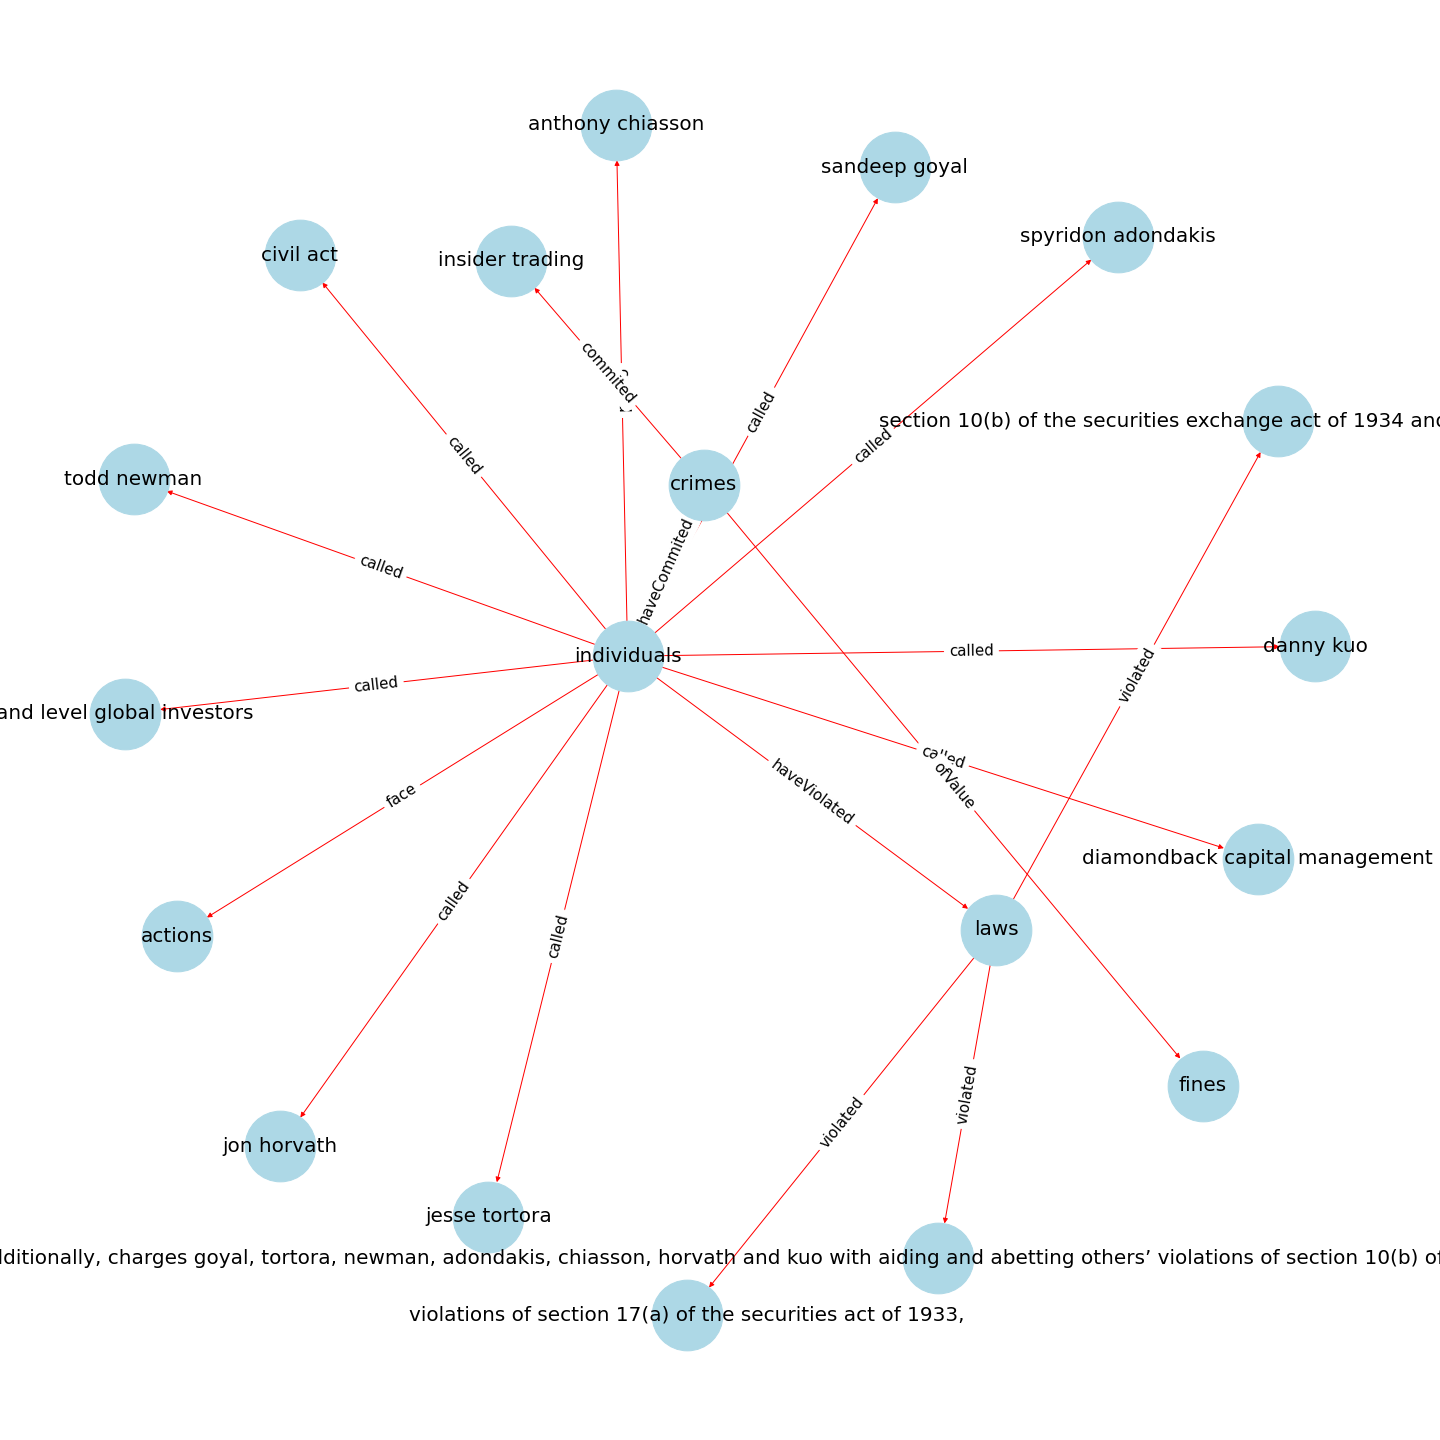 anthony chiasson
sandeep goyal
spyridon adondakis
civil act
insider trading
commited
called
called
section 10(b) of the securities exchange act of 1934
called
called
todd newman
crimes
haveCommited
called
individuals
called
danny kuo
violated
called
and level global investors
face
haveViolated
called
ofValue
diamondback capital management
called
called
laws
actions
violated
violated
fines
jon horvath
jesse tortora
charges goyal, tortora, newman, adondakis, chiasson, horvath and kuo with aiding and abetting others’ violations of section 10(b)
violations of section 17(a) of the securities act of 1933,